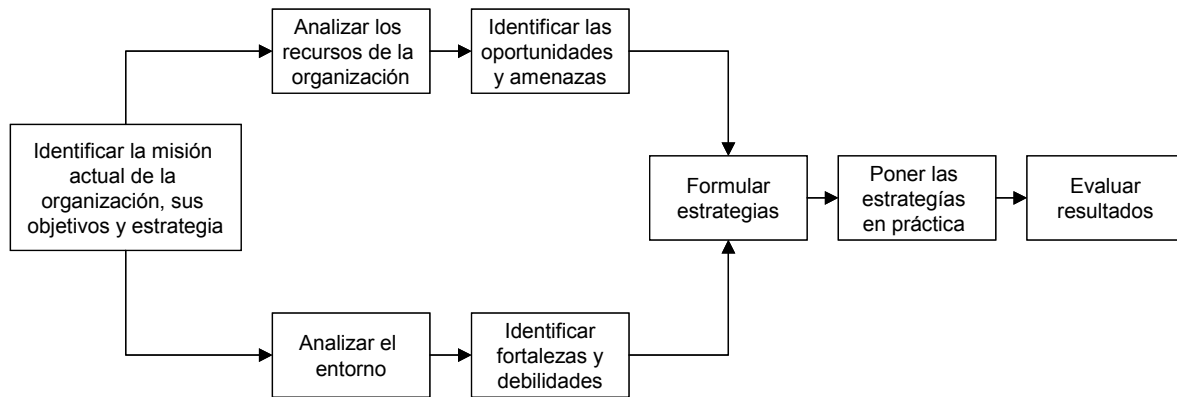 Analizar los
recursos de la
organización
Identificar las
oportunidades
y amenazas
Identificar la misión
actual de la
organización, sus
objetivos y estrategia
Formular
estrategias
Poner las
estrategías
en práctica
Evaluar
resultados
Analizar el
entorno
Identificar
fortalezas y
debilidades